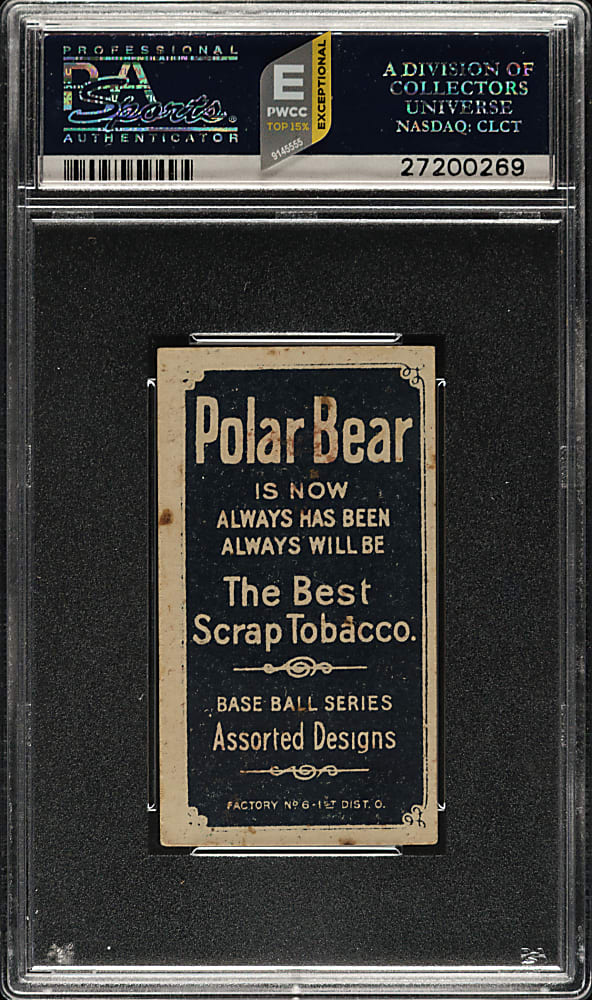 PROFESSIONAL
PSA
Sports®
AUTHENTICATOR
E
PWCC
TOP 15%
EXCEPTIONAL
9145555
A DIVISION OF
COLLECTORS
UNIVERSE
NASDAQ: CLCT
27200269
Polar Bear
IS NOW
ALWAYS HAS BEEN
ALWAYS WILL BE
The Best
Scrap Tobacco.
BASE BALL SERIES
Assorted Designs
FACTORY Nº 6-1ST DIST. O.
PSA